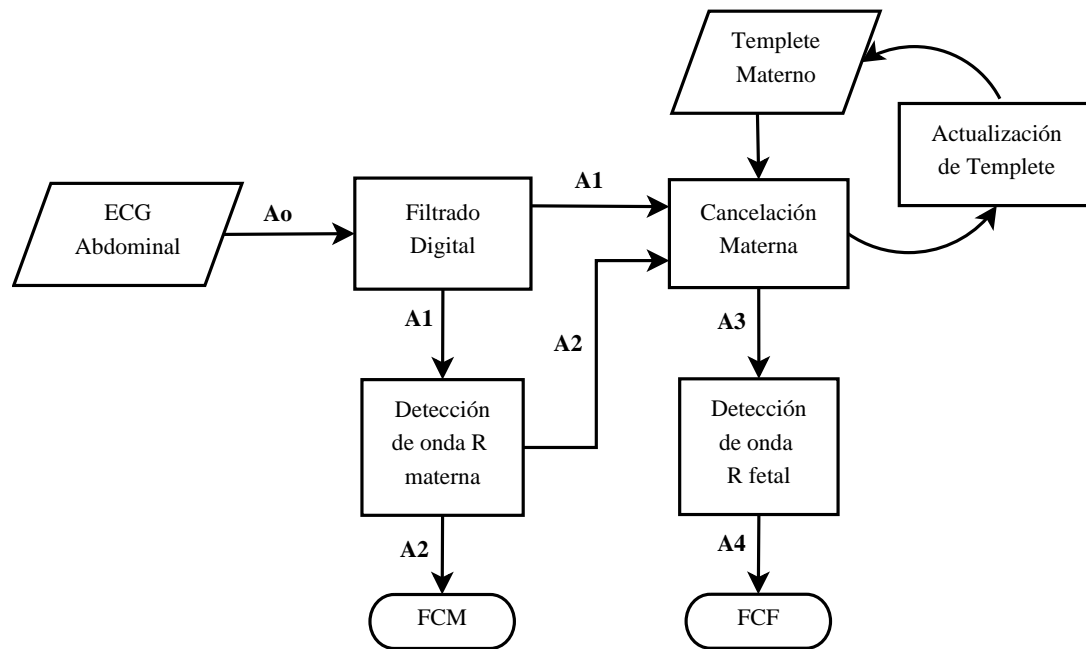 Templete
Materno
Actualización
de Templete
ECG
Abdominal
Ao
Filtrado
Digital
A1
Cancelación
Materna
A1
A2
A3
Detección
de onda R
materna
Detección
de onda
R fetal
A2
A4
FCM
FCF